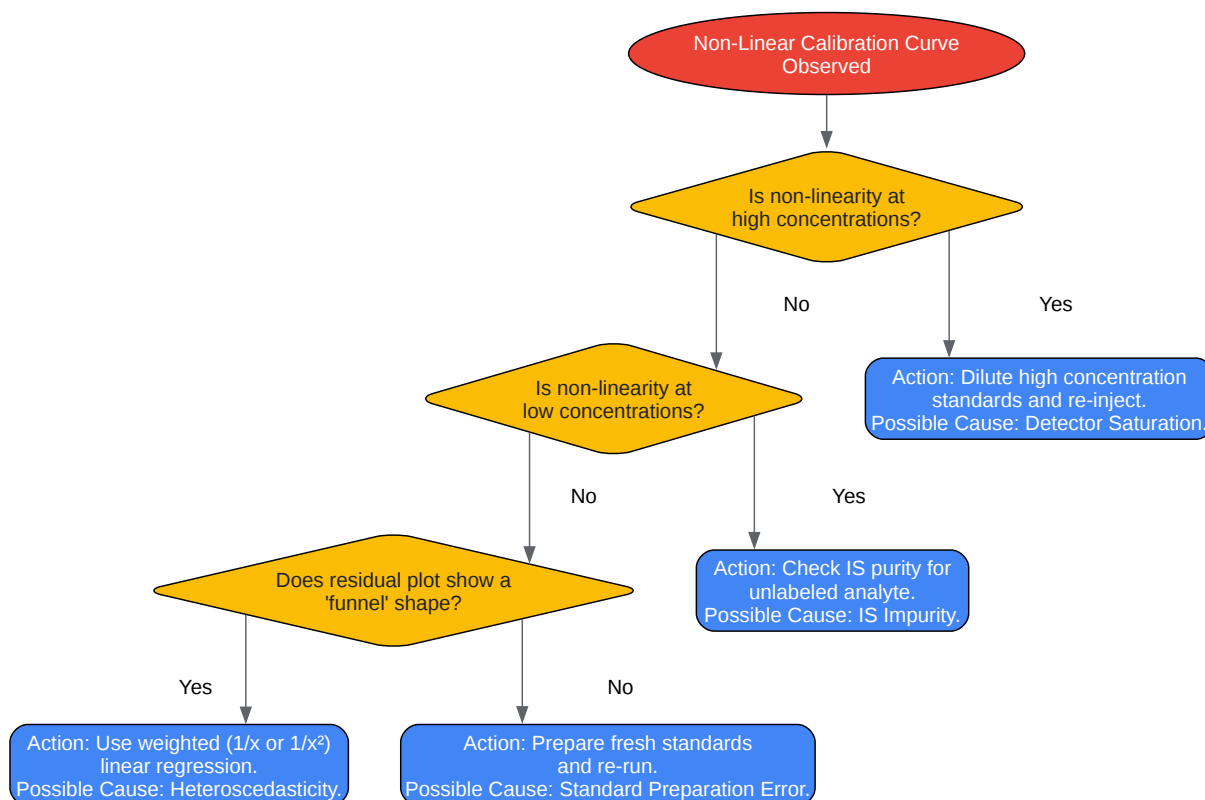 Non-Linear Calibration Curve
Observed
Is non-linearity at
high concentrations?
No
Yes
Is non-linearity at
low concentrations?
Action: Dilute high concentration
standards and re-inject.
Possible Cause: Detector Saturation.
No
Yes
Does residual plot show a
'funnel' shape?
Action: Check IS purity for
unlabeled analyte.
Possible Cause: IS Impurity.
Yes
No
Action: Use weighted (1/x or 1/x²)
linear regression.
Possible Cause: Heteroscedasticity.
Action: Prepare fresh standards
and re-run.
Possible Cause: Standard Preparation Error.